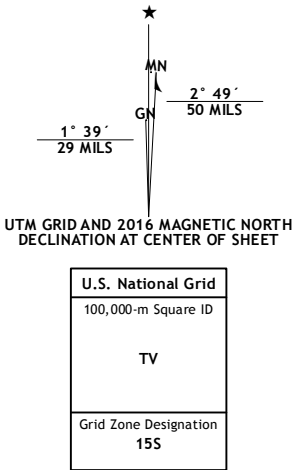 ★
MN
2° 49´
50 MILS
GN
1° 39´
29 MILS
UTM GRID AND 2016 MAGNETIC NORTH
DECLINATION AT CENTER OF SHEET
U.S. National Grid
100,000-m Square ID
TV
Grid Zone Designation
15S